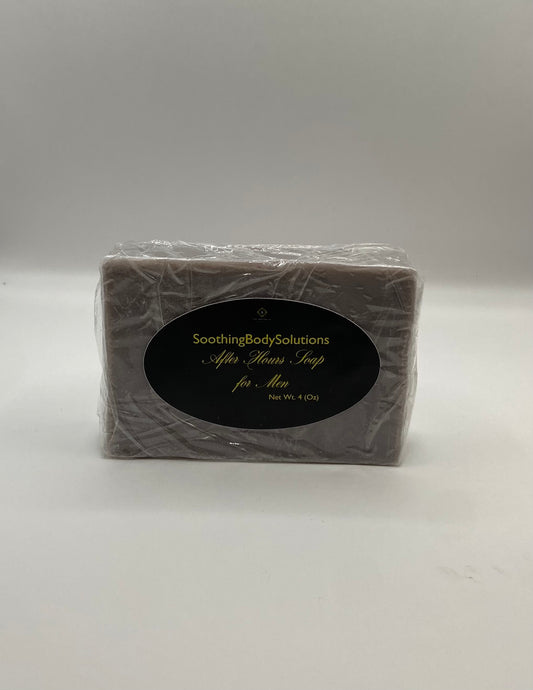 SoothingBodySolutions
After Hours Soap
for Men
Net Wt. 4 (Oz)